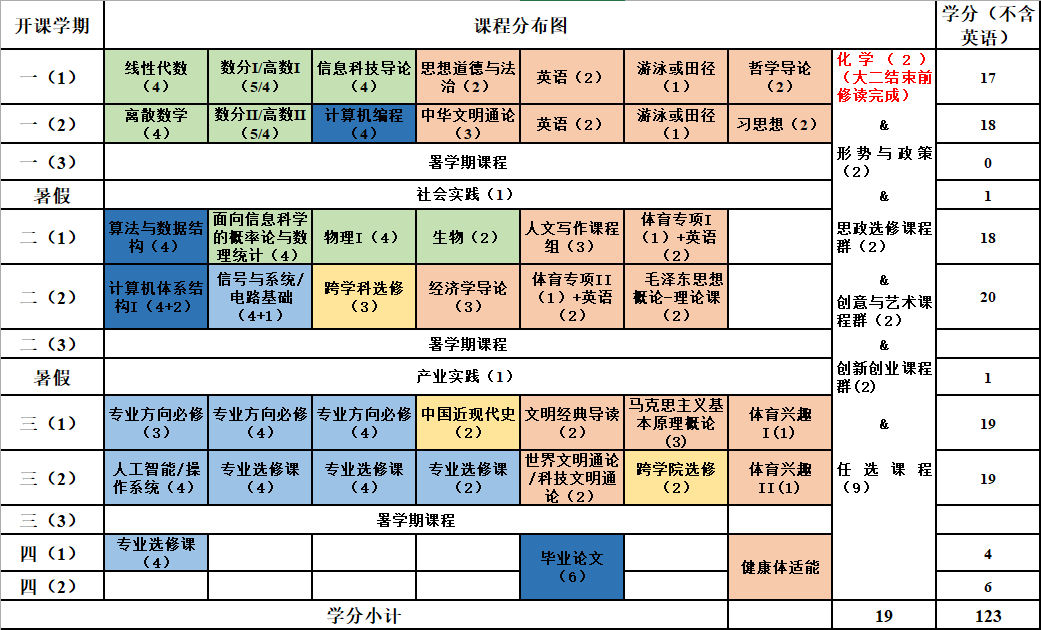 开课学期
课程分布图
学分（不含
英语）
一（1）
线性代数
（4）
数分I/高数I
（5/4）
信息科技导论
（4）
思想道德与法
治（2）
英语（2）
游泳或田径
（1）
哲学导论
（2）
化学（2）
（大二结束前
修读完成）
17
一（2）
离散数学
（4）
数分II/高数II
（5/4）
计算机编程
（4）
中华文明通论
（3）
英语（2）
游泳或田径
（1）
习思想（2）
&
18
一（3）
暑学期课程
形势与政策
（2）
0
暑假
社会实践（1）
&
1
二（1）
算法与数据结
构（4）
面向信息科学
的概率论与数
理统计（4）
物理I（4）
生物（2）
人文写作课程
组（3）
体育专项I
（1）+英语
（2）
思政选修课程
群（2）
18
二（2）
计算机体系结
构I（4+2）
信号与系统/
电路基础
（4+1）
跨学科选修
（3）
经济学导论
（3）
体育专项II
（1）+英语
（2）
毛泽东思想
概论-理论课
（2）
&
创意与艺术课
程群（2）
20
二（3）
暑学期课程
&
暑假
产业实践（1）
创新创业课程
群(2)
1
三（1）
专业方向必修
（3）
专业方向必修
（4）
专业方向必修
（4）
中国近现代史
（2）
文明经典导读
（2）
马克思主义基
本原理概论
(3)
体育兴趣
I(1)
&
19
三（2）
人工智能/操
作系统（4）
专业选修课
（4）
专业选修课
（4）
专业选修课
（2）
世界文明通论
/科技文明通
论（2）
跨学院选修
（2）
体育兴趣
II(1)
任选课程
（9）
19
三（3）
暑学期课程
四（1）
专业选修课
（4）
毕业论文
（6）
健康体适能
4
四（2）
6
学分小计
19
123